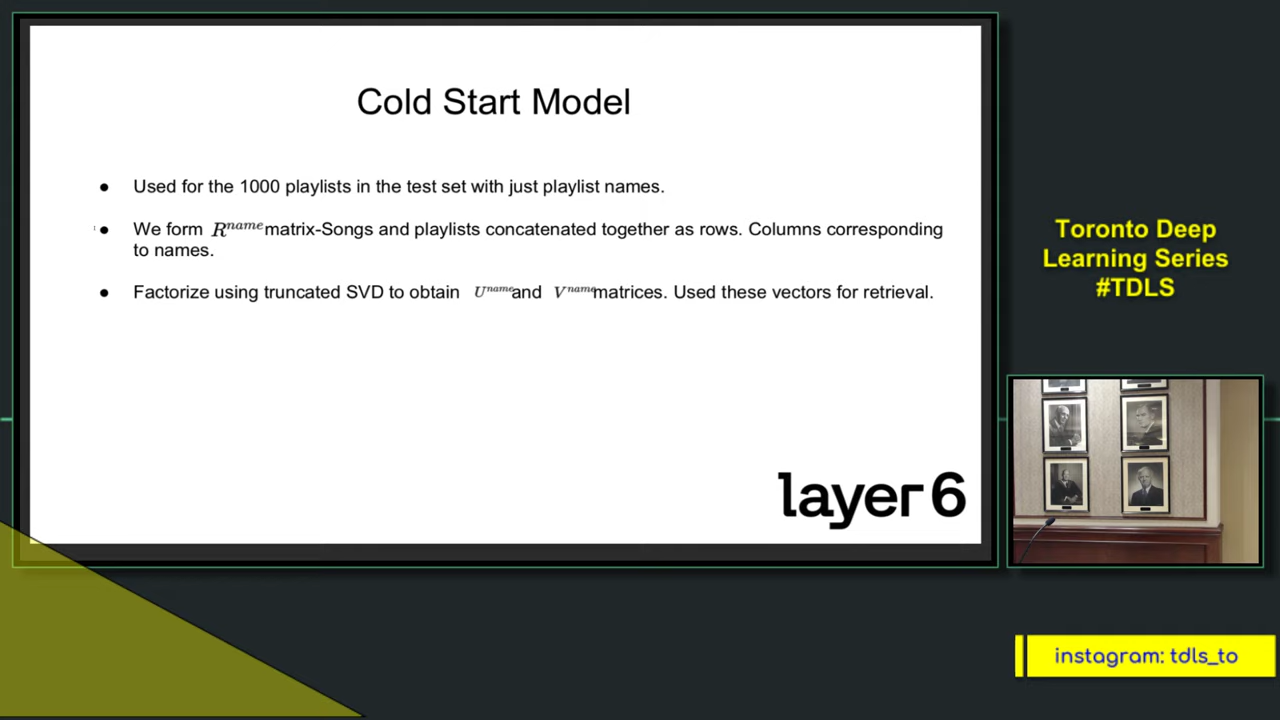 Cold Start Model
● Used for the 1000 playlists in the test set with just playlist names.
● We form R^name matrix-Songs and playlists concatenated together as rows. Columns corresponding
to names.
● Factorize using truncated SVD to obtain U^name and V^name matrices. Used these vectors for retrieval.
layer 6
Toronto Deep
Learning Series
#TDLS
instagram: tdls_to